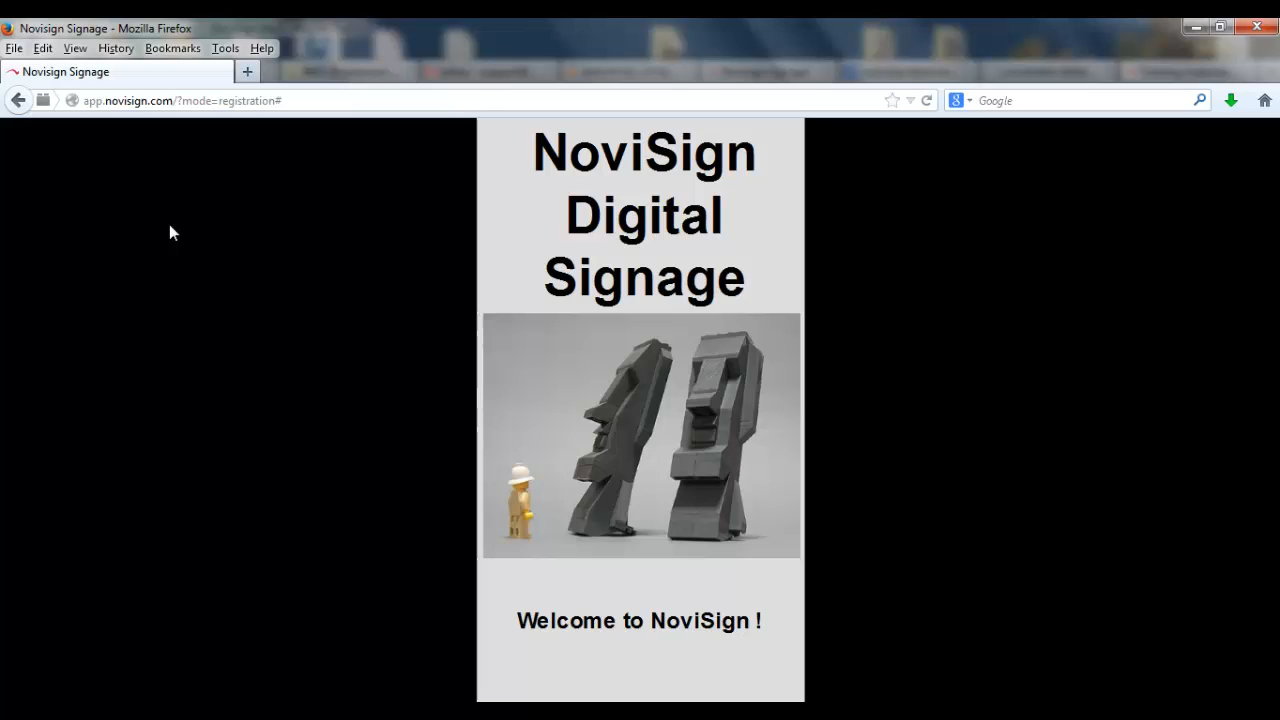 Novisign Signage - Mozilla Firefox
File Edit View History Bookmarks Tools Help
Novisign Signage
app.novisign.com/?mode=registration#
Google
NoviSign
Digital
Signage
Welcome to NoviSign !